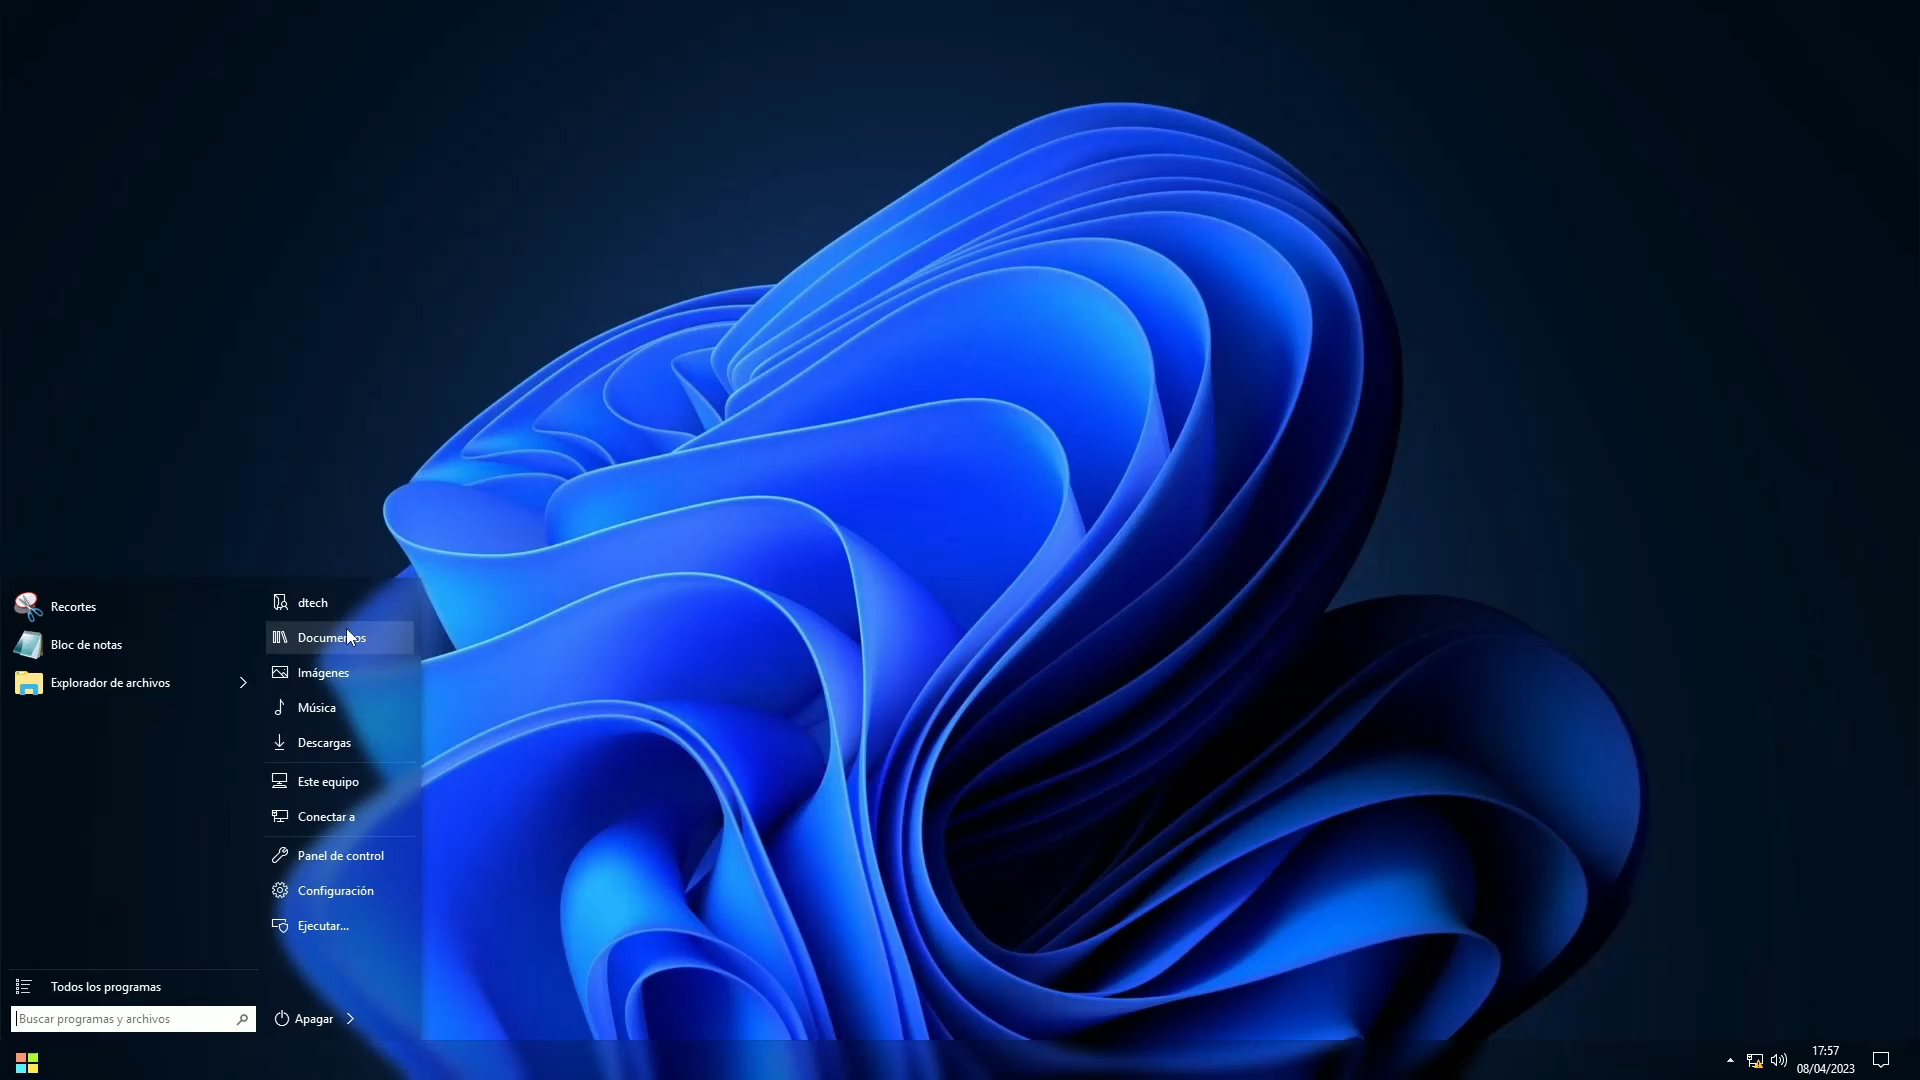 Recortes
Bloc de notas
Explorador de archivos
Todos los programas
Buscar programas y archivos
dtech
Documentos
Imágenes
Música
Descargas
Este equipo
Conectar a
Panel de control
Configuración
Ejecutar...
Apagar
17:57
08/04/2023